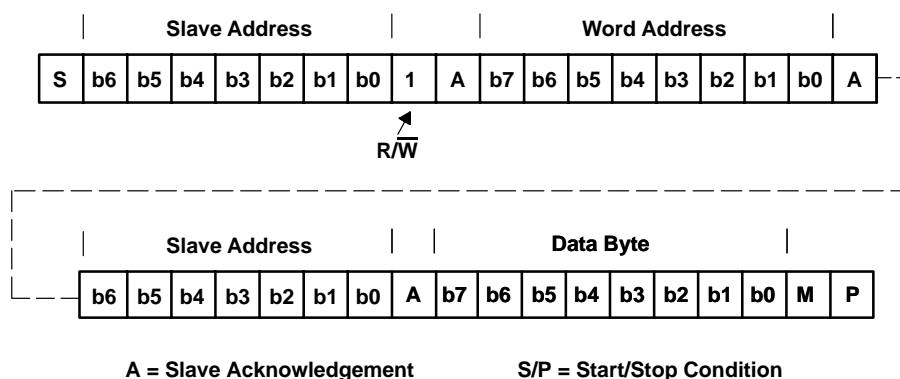 Slave Address Word Address
S b6 b5 b4 b3 b2 b1 b0 1 A b7 b6 b5 b4 b3 b2 b1 b0 A
R/W̅
Slave Address Data Byte
b6 b5 b4 b3 b2 b1 b0 A b7 b6 b5 b4 b3 b2 b1 b0 M P
A = Slave Acknowledgement S/P = Start/Stop Condition